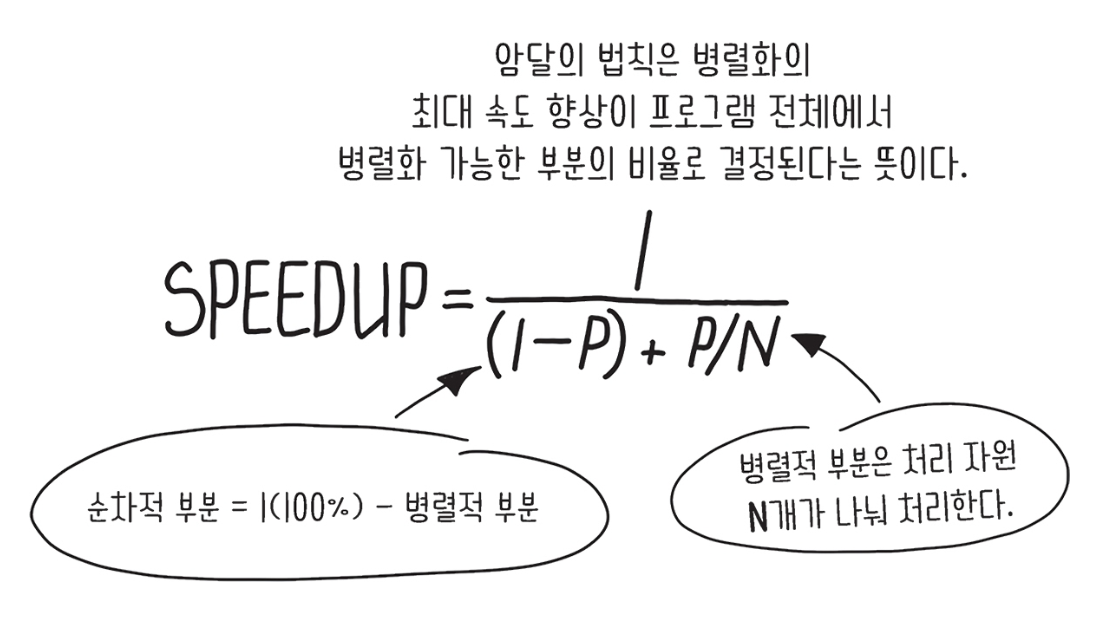 암달의 법칙은 병렬화의
최대 속도 향상이 프로그램 전체에서
병렬화 가능한 부분의 비율로 결정된다는 뜻이다.
1
SPEEDUP =
(1-P) + P/N
순차적 부분 = 1(100%) - 병렬적 부분
병렬적 부분은 처리 자원
N개가 나눠 처리한다.